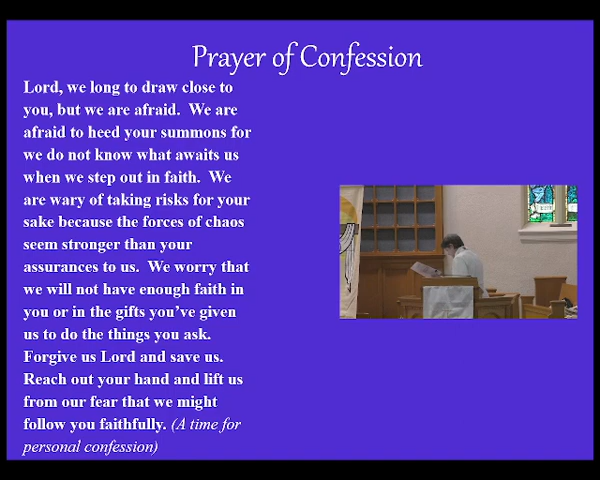 Prayer of Confession
Lord, we long to draw close to
you, but we are afraid.  We are
afraid to heed your summons for
we do not know what awaits us
when we step out in faith.  We
are wary of taking risks for your
sake because the forces of chaos
seem stronger than your
assurances to us.  We worry that
we will not have enough faith in
you or in the gifts you’ve given
us to do the things you ask.
Forgive us Lord and save us.
Reach out your hand and lift us
from our fear that we might
follow you faithfully. (A time for
personal confession)